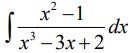 ∫ (x² − 1)/(x³ − 3x + 2) dx